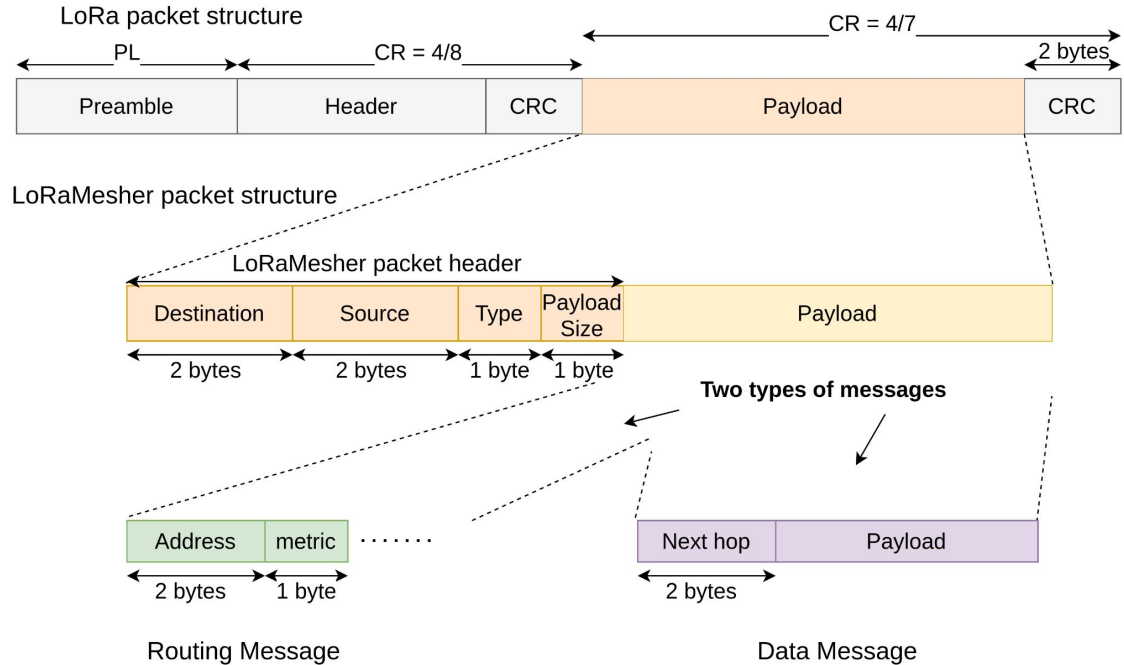 LoRa packet structure
PL
CR = 4/8
CR = 4/7
2 bytes
Preamble
Header
CRC
Payload
CRC
LoRaMesher packet structure
LoRaMesher packet header
Destination
Source
Type
Payload
Size
Payload
2 bytes
2 bytes
1 byte
1 byte
Two types of messages
Address
metric
.......
Next hop
Payload
2 bytes
1 byte
2 bytes
Routing Message
Data Message